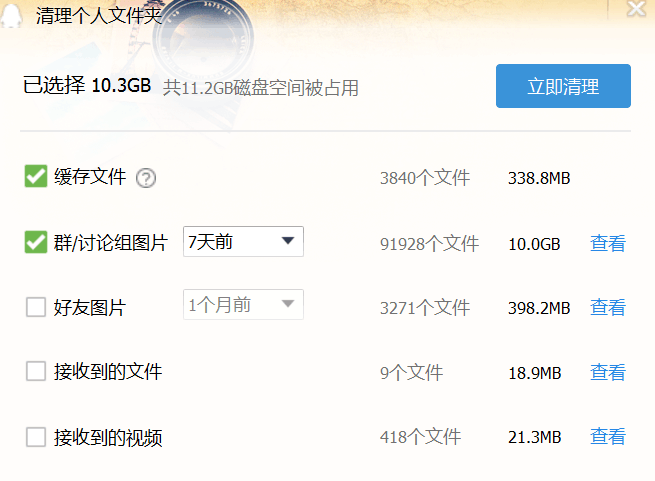 清理个人文件夹
已选择 10.3GB 共11.2GB磁盘空间被占用 立即清理
缓存文件 ? 3840个文件 338.8MB
群/讨论组图片 7天前 91928个文件 10.0GB 查看
好友图片 1个月前 3271个文件 398.2MB 查看
接收到的文件 9个文件 18.9MB 查看
接收到的视频 418个文件 21.3MB 查看